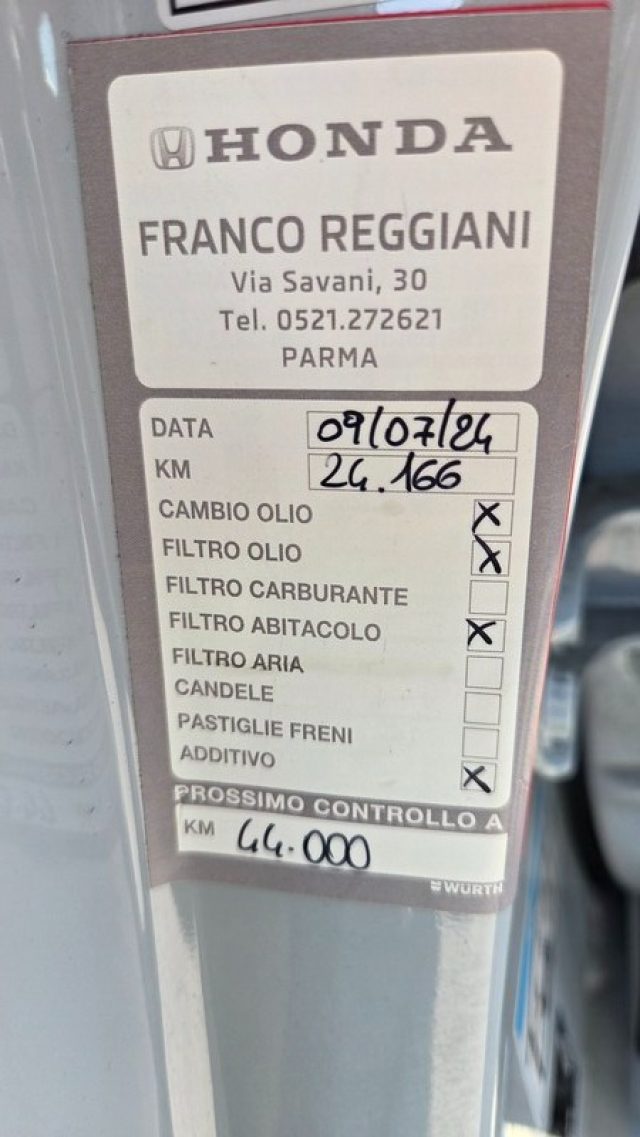 HONDA
FRANCO REGGIANI
Via Savani, 30
Tel. 0521.272621
PARMA
DATA 09/07/24
KM 24.166
CAMBIO OLIO X
FILTRO OLIO X
FILTRO CARBURANTE
FILTRO ABITACOLO X
FILTRO ARIA
CANDELE
PASTIGLIE FRENI
ADDITIVO X
PROSSIMO CONTROLLO A
KM 44.000
WÜRTH